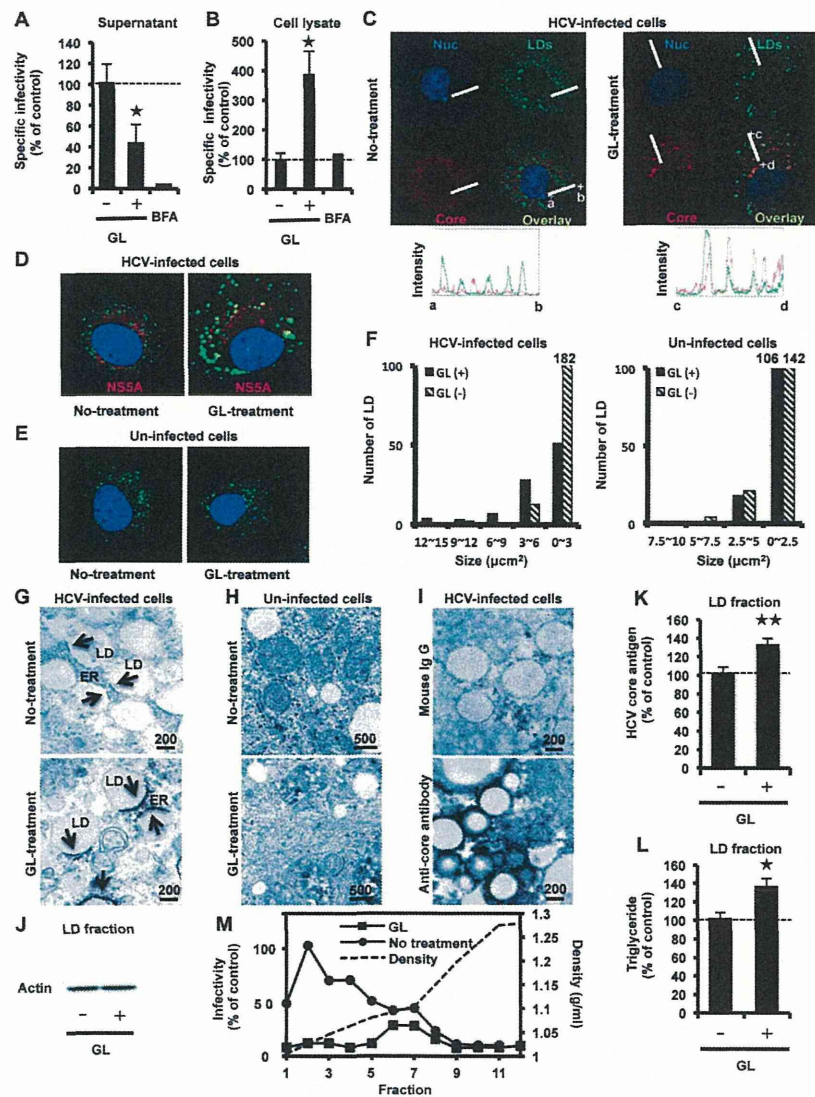 A
Supernatant
Specific infectivity
(% of control)
140
120
100
80
60
40
20
0
★
-
+
BFA
GL
B
Cell lysate
Specific Infectivity
(% of control)
500
400
300
200
100
0
★
-
+
BFA
GL
C
HCV-infected cells
No-treatment
Nuc
LDs
Core
Overlay
a
+
b
Intensity
a
b
GL-treatment
Nuc
LDs
Core
Overlay
+c
+d
Intensity
c
d
D
HCV-infected cells
NS5A
NS5A
No-treatment
GL-treatment
E
Un-infected cells
No-treatment
GL-treatment
F
HCV-infected cells
Number of LD
100
50
0
GL (+)
GL (-)
182
12~15
9~12
6~9
3~6
0~3
Size (µcm²)
Un-infected cells
Number of LD
100
50
0
GL (+)
GL (-)
106
142
7.5~10
5~7.5
2.5~5
0~2.5
Size (µcm²)
G
HCV-infected cells
No-treatment
LD
LD
ER
200
GL-treatment
LD
ER
LD
200
H
Un-infected cells
No-treatment
500
GL-treatment
500
I
HCV-infected cells
Mouse Ig G
200
Anti-core antibody
200
J
LD fraction
Actin
-
+
GL
K
LD fraction
HCV core antigen
(% of control)
160
140
120
100
80
60
40
20
0
★★
-
+
GL
L
LD fraction
Triglyceride
(% of control)
160
140
120
100
80
60
40
20
0
★
-
+
GL
M
Infectivity
(% of control)
100
5 0
0
GL
No treatment
Density
1.3
1.25
1.2
1.15
1.1
1.05
1
Density (g/ml)
1
3
5
7
9
11
Fraction